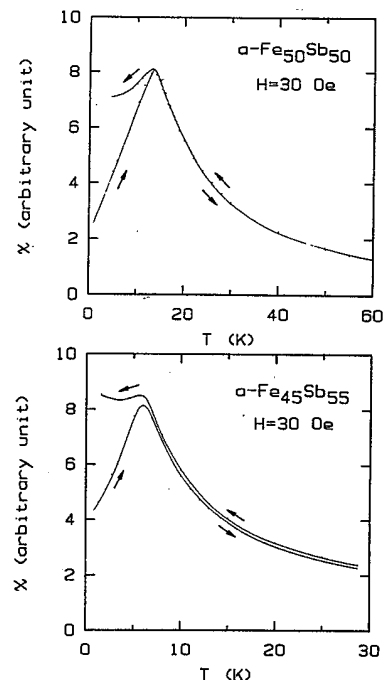 a-Fe50Sb50
H=30 Oe
% (arbitrary unit)
10
8
6
4
2
0
0 20 40 60
T (K)
a-Fe45Sb55
H=30 Oe
% (arbitrary unit)
10
8
6
4
2
0
0 10 20 30
T (K)